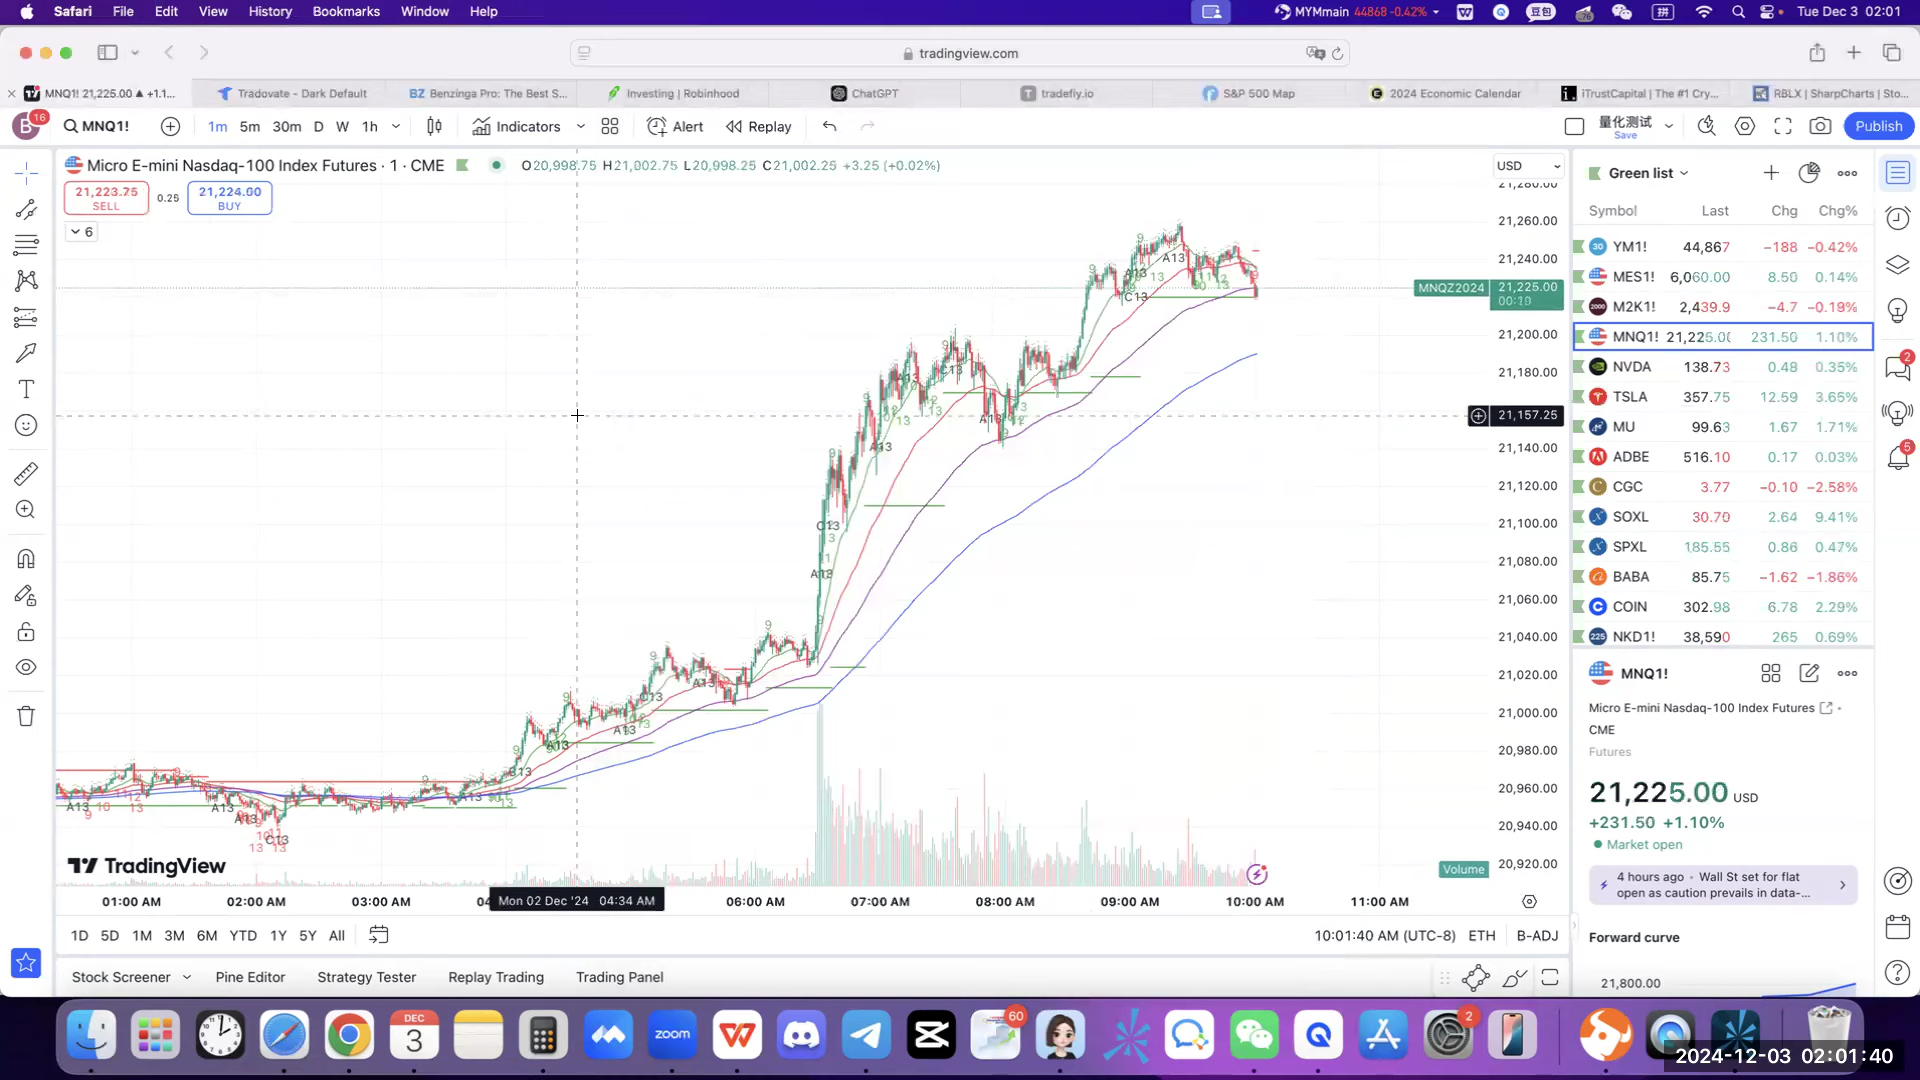 Safari File Edit View History Bookmarks Window Help
MYMmain 44868 -0.42%
豆包
拼
Tue Dec 3 02:01
tradingview.com
MNQ1! 21,225.00 ▲ +1.1...
Tradovate - Dark Default
BZ Benzinga Pro: The Best S...
Investing | Robinhood
ChatGPT
tradefly.io
S&P 500 Map
2024 Economic Calendar
iTrustCapital | The #1 Cry...
RBLX | SharpCharts | Sto...
B 16
MNQ1!
1m 5m 30m D W 1h
Indicators
Alert
Replay
量化测试
Save
Publish
Micro E-mini Nasdaq-100 Index Futures · 1 · CME
O20,998.75 H21,002.75 L20,998.25 C21,002.25 +3.25 (+0.02%)
21,223.75
SELL
0.25
21,224.00
BUY
6
USD
21,280.00
21,260.00
21,240.00
MNQZ2024 21,225.00
00:19
21,200.00
21,180.00
21,157.25
21,140.00
21,120.00
21,100.00
21,080.00
21,060.00
21,040.00
21,020.00
21,000.00
20,980.00
20,960.00
20,940.00
20,920.00
Volume
TradingView
01:00 AM 02:00 AM 03:00 AM Mon 02 Dec '24 04:34 AM 06:00 AM 07:00 AM 08:00 AM 09:00 AM 10:00 AM 11:00 AM
1D 5D 1M 3M 6M YTD 1Y 5Y All
10:01:40 AM (UTC-8) ETH B-ADJ
Stock Screener Pine Editor Strategy Tester Replay Trading Trading Panel
Green list
Symbol Last Chg Chg%
YM1! 44,867 −188 −0.42%
MES1! 6,060.00 8.50 0.14%
M2K1! 2,439.9 −4.7 −0.19%
MNQ1! 21,225.00 231.50 1.10%
NVDA 138.73 0.48 0.35%
TSLA 357.75 12.59 3.65%
MU 99.63 1.67 1.71%
ADBE 516.10 0.17 0.03%
CGC 3.77 −0.10 −2.58%
SOXL 30.70 2.64 9.41%
SPXL 185.55 0.86 0.47%
BABA 85.75 −1.62 −1.86%
COIN 302.98 6.78 2.29%
NKD1! 38,590 265 0.69%
MNQ1!
Micro E-mini Nasdaq-100 Index Futures
CME
Futures
21,225.00 USD
+231.50 +1.10%
Market open
4 hours ago · Wall St set for flat
open as caution prevails in data-...
Forward curve
21,800.00
2
5
DEC
3
zoom
60
2
2024-12-03 02:01:40